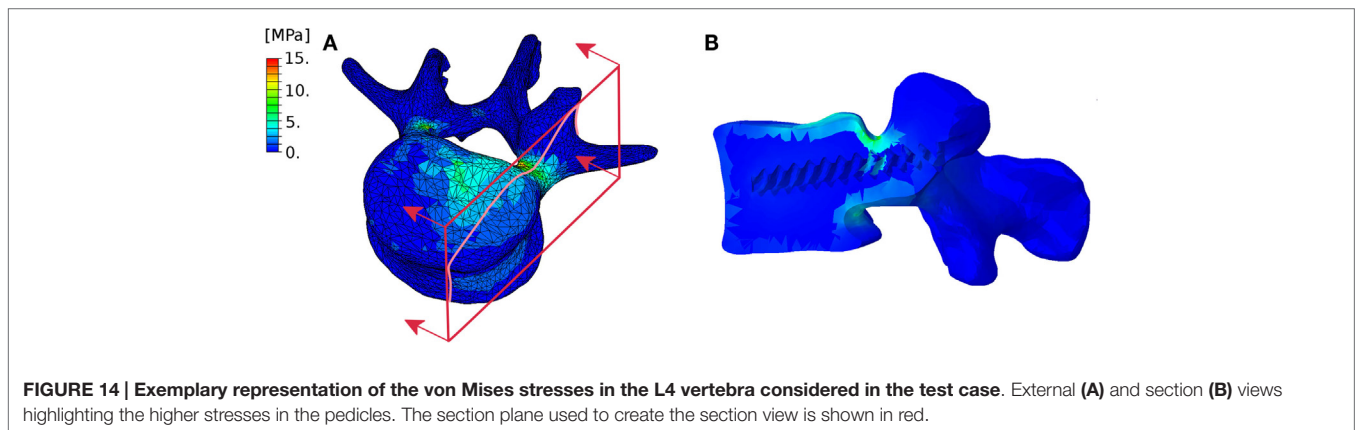 [MPa]
A
B
15.
10.
5.
0.
FIGURE 14 | Exemplary representation of the von Mises stresses in the L4 vertebra considered in the test case. External (A) and section (B) views
highlighting the higher stresses in the pedicles. The section plane used to create the section view is shown in red.